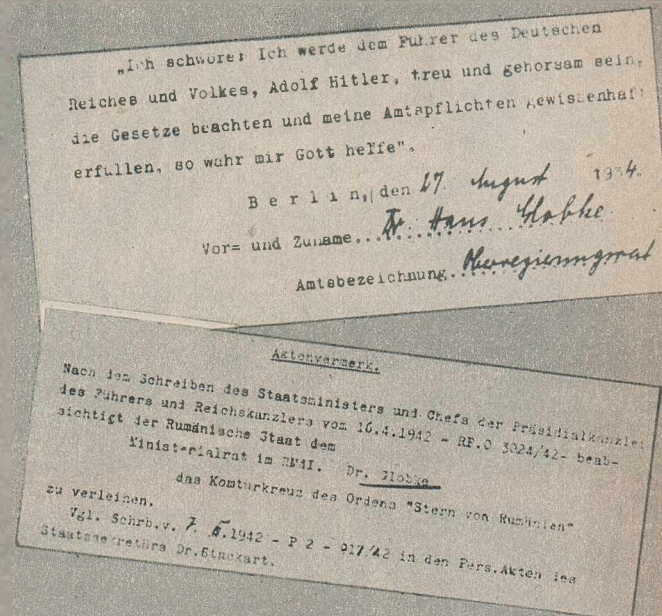 „Ich schwöre: Ich werde dem Führer des Deutschen
Reiches und Volkes, Adolf Hitler, treu und gehorsam sein,
die Gesetze beachten und meine Amtspflichten gewissenhaft
erfüllen, so wahr mir Gott helfe".
Berlin, den 27. August 1934.
Vor= und Zuname... Dr. Hans Globke
Amtsbezeichnung... Oberregierungsrat
Aktenvermerk.
Nach dem Schreiben des Staatsministers und Chefs der Präsidialkanzlei
des Führers und Reichskanzlers vom 16.4.1942 - RP.O 3024/42- beab-
sichtigt der Rumänische Staat dem
Ministerialrat im RMI. Dr. Globke
das Komturkreuz des Ordens "Stern von Rumänien"
zu verleihen.
Vgl. Schrb.v. 7. 5.1942 - P 2 - 917/42 in den Pers.Akten des
Staatssekretärs Dr.Stuckart.